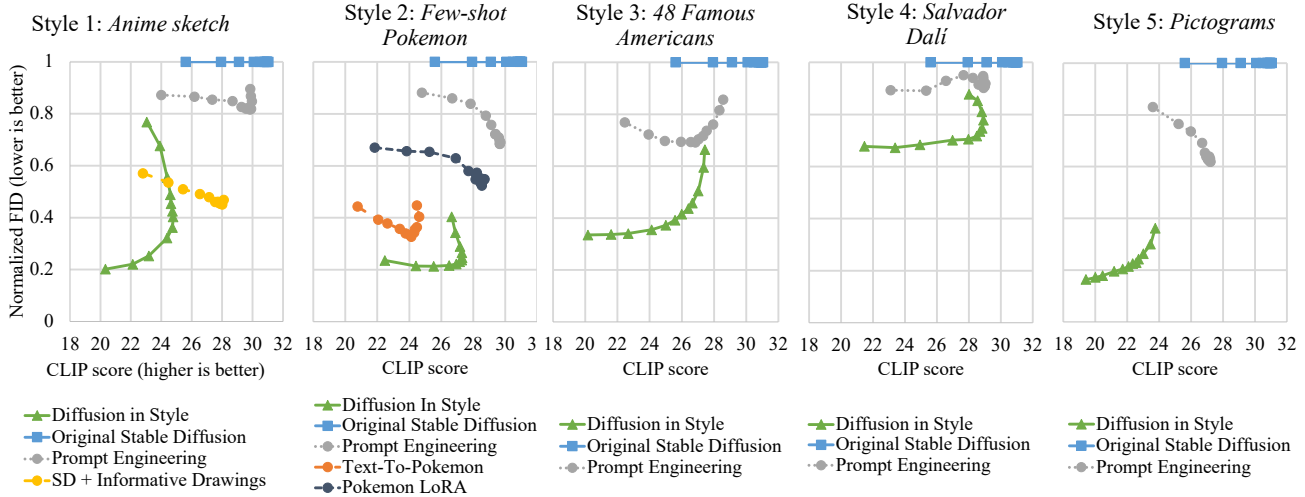 Style 1: Anime sketch
Style 2: Few-shot
Pokemon
Style 3: 48 Famous
Americans
Style 4: Salvador
Dalí
Style 5: Pictograms
Normalized FID (lower is better)
1
0.8
0.6
0.4
0.2
0
18 20 22 24 26 28 30 32
CLIP score (higher is better)
18 20 22 24 26 28 30 3
CLIP score
18 20 22 24 26 28 30 32
CLIP score
18 20 22 24 26 28 30 32
CLIP score
18 20 22 24 26 28 30 32
CLIP score
Diffusion in Style
Original Stable Diffusion
Prompt Engineering
SD + Informative Drawings
Diffusion In Style
Original Stable Diffusion
Prompt Engineering
Text-To-Pokemon
Pokemon LoRA
Diffusion in Style
Original Stable Diffusion
Prompt Engineering
Diffusion in Style
Original Stable Diffusion
Prompt Engineering
Diffusion in Style
Original Stable Diffusion
Prompt Engineering